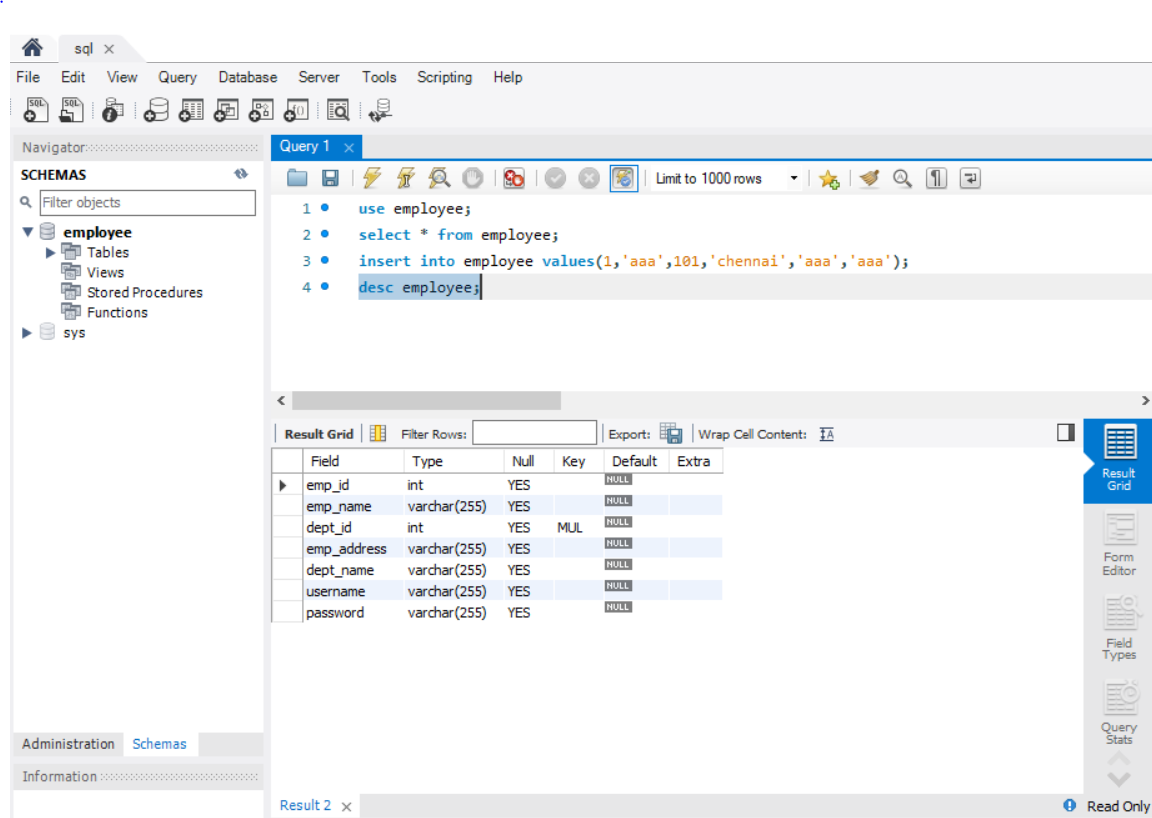 sql
File Edit View Query Database Server Tools Scripting Help
Navigator
Query 1
SCHEMAS
Limit to 1000 rows
Filter objects
employee
Tables
Views
Stored Procedures
Functions
sys
1 use employee;
2 select * from employee;
3 insert into employee values(1,'aaa',101,'chennai','aaa','aaa');
4 desc employee;
Result Grid Filter Rows: Export: Wrap Cell Content: IA
Field Type Null Key Default Extra
emp_id int YES NULL
emp_name varchar(255) YES NULL
dept_id int YES MUL NULL
emp_address varchar(255) YES NULL
dept_name varchar(255) YES NULL
username varchar(255) YES NULL
password varchar(255) YES NULL
Result
Grid
Form
Editor
Field
Types
Query
Stats
Administration Schemas
Information
Result 2 Read Only